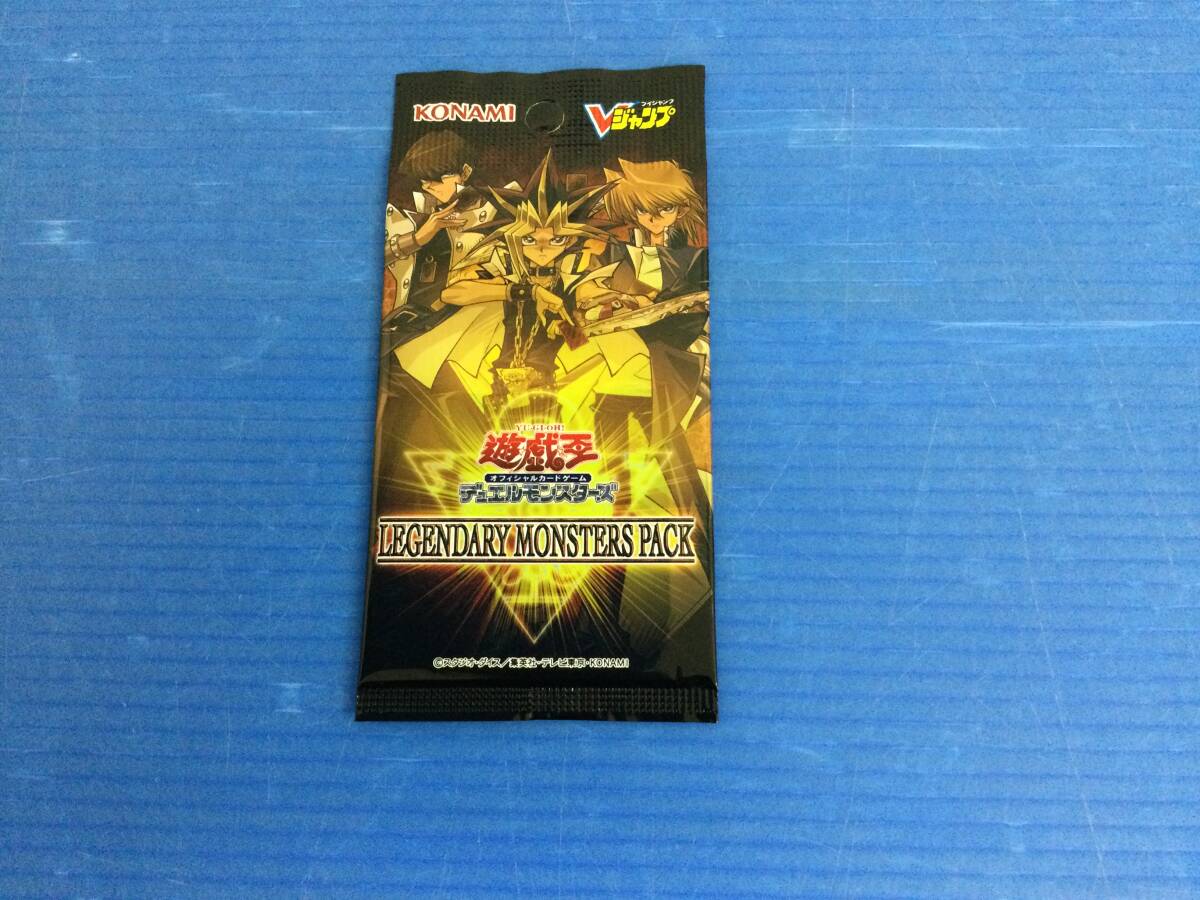 KONAMI
ブイジャンプ
Vジャンプ
YU-GI-OH!
遊戯王
オフィシャルカードゲーム
デュエルモンスターズ
LEGENDARY MONSTERS PACK
©スタジオ・ダイス/集英社・テレビ東京・KONAMI